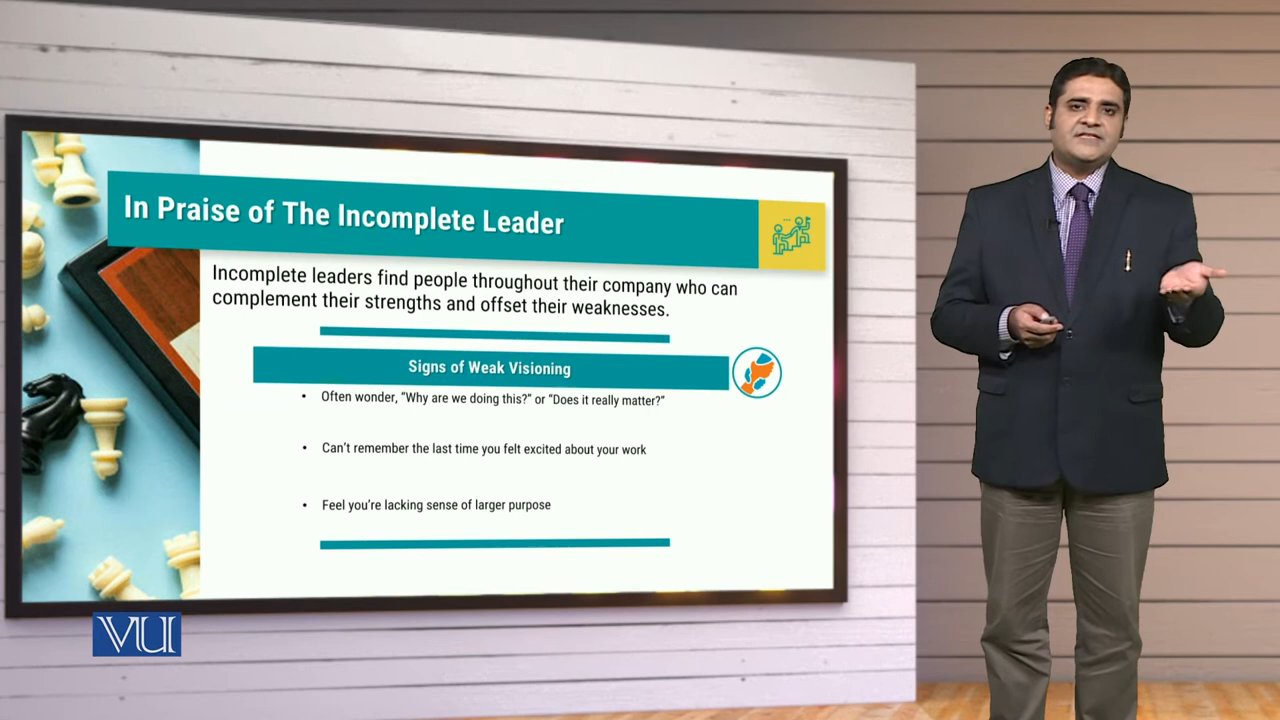 In Praise of The Incomplete Leader
Incomplete leaders find people throughout their company who can
complement their strengths and offset their weaknesses.
Signs of Weak Visioning
• Often wonder, “Why are we doing this?” or “Does it really matter?”
• Can’t remember the last time you felt excited about your work
• Feel you’re lacking sense of larger purpose
VU